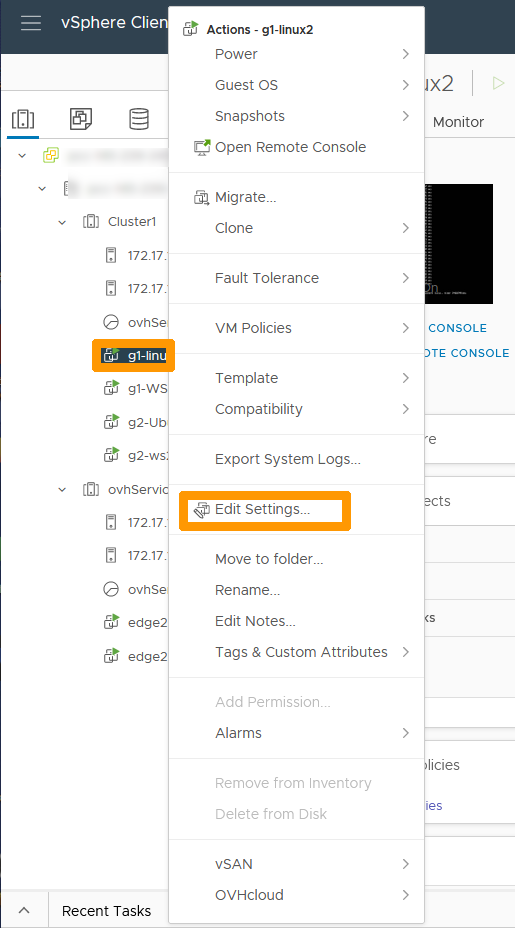 vSphere Clien
Actions - g1-linux2
Power
Guest OS
Snapshots
Open Remote Console
Migrate...
Clone
Fault Tolerance
VM Policies
Template
Compatibility
Export System Logs...
Edit Settings...
Move to folder...
Rename...
Edit Notes...
Tags & Custom Attributes
Add Permission...
Alarms
Remove from Inventory
Delete from Disk
vSAN
OVHcloud
Cluster1
172.17.
172.17.
ovhSer
g1-linu
g1-WS
g2-Ub
g2-ws2
ovhServic
172.17.
172.17.
ovhSer
edge2
edge2
ux2
Monitor
CONSOLE
OTE CONSOLE
re
ects
ks
olicies
ies
Recent Tasks